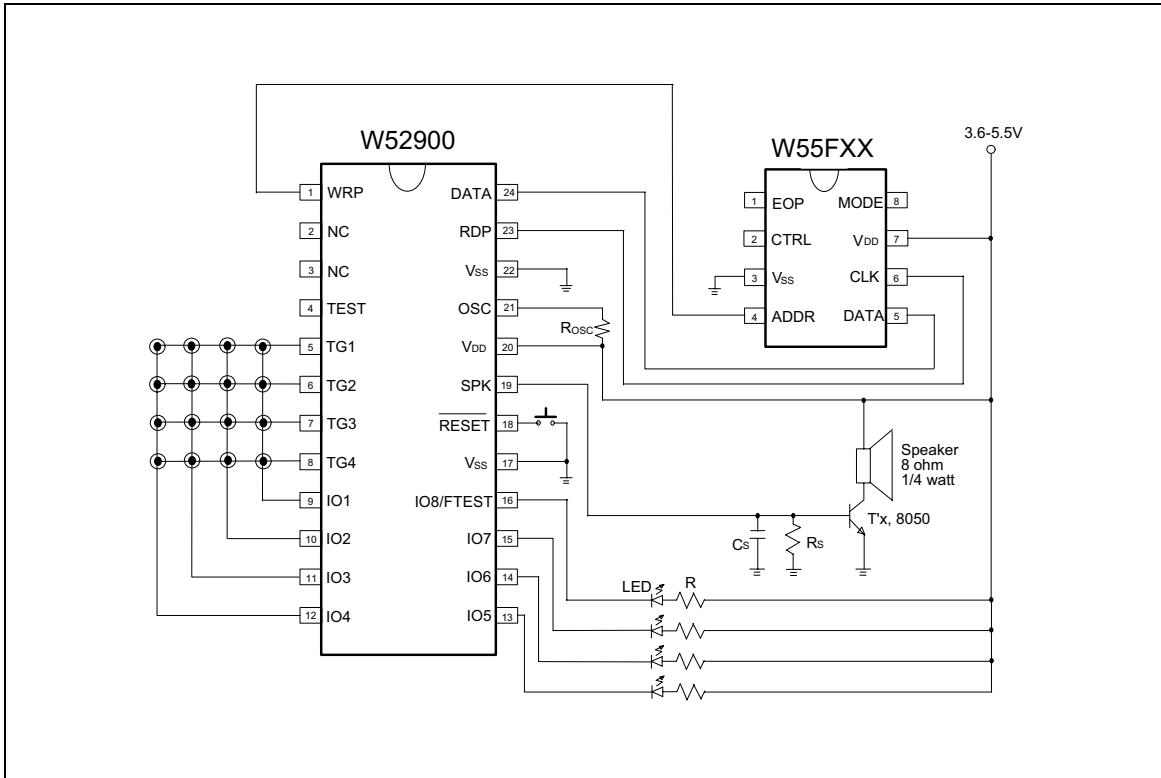 3.6-5.5V
W52900
W55FXX
1 WRP DATA 24
2 NC RDP 23
3 NC VSS 22
4 TEST OSC 21
5 TG1 VDD 20
6 TG2 SPK 19
7 TG3 RESET 18
8 TG4 VSS 17
9 IO1 IO8/FTEST 16
10 IO2 IO7 15
11 IO3 IO6 14
12 IO4 IO5 13
ROSC
1 EOP MODE 8
2 CTRL VDD 7
3 VSS CLK 6
4 ADDR DATA 5
Speaker
8 ohm
1/4 watt
T'x, 8050
CS RS
LED R